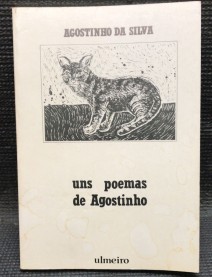 AGOSTINHO DA SILVA
uns poemas
de Agostinho
ulmeiro